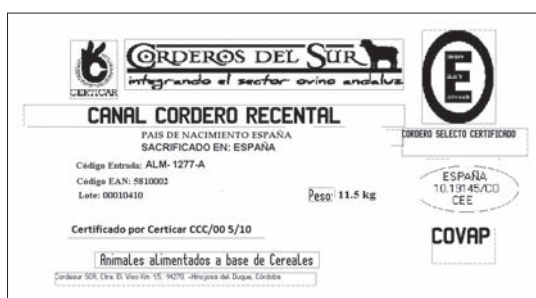 CERTICAR
CORDEROS DEL SUR
integrando el sector ovino andaluz
E
CANAL CORDERO RECENTAL
CORDERO SELECTO CERTIFICADO
PAIS DE NACIMIENTO ESPAÑA
SACRIFICADO EN: ESPAÑA
Código Entrada: ALM- 1277-A
Código EAN: 5810002
Lote: 00010410
Peso: 11.5 kg
ESPAÑA
10.19145/CO
CEE
Certificado por Certicar CCC/00 5/10
COVAP
Animales alimentados a base de Cereales
Cordesur SCA, Ctra. El Viso Km 15, 14270. -Hinojosa del Duque, Córdoba